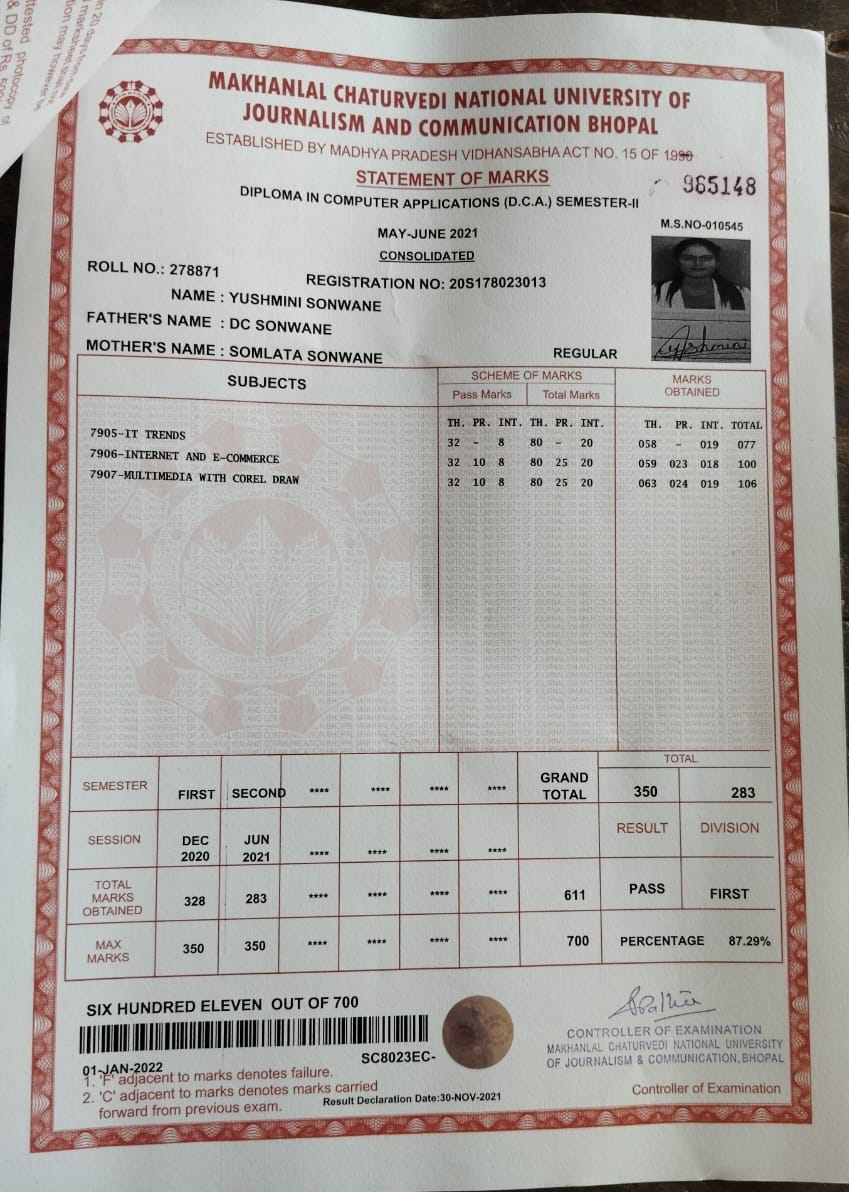 MAKHANLAL CHATURVEDI NATIONAL UNIVERSITY OF
JOURNALISM AND COMMUNICATION BHOPAL
ESTABLISHED BY MADHYA PRADESH VIDHANSABHA ACT NO. 15 OF 1990
STATEMENT OF MARKS
965148
DIPLOMA IN COMPUTER APPLICATIONS (D.C.A.) SEMESTER-II
M.S.NO-010545
MAY-JUNE 2021
CONSOLIDATED
ROLL NO.: 278871
REGISTRATION NO: 20S178023013
NAME : YUSHMINI SONWANE
FATHER'S NAME : DC SONWANE
MOTHER'S NAME : SOMLATA SONWANE
REGULAR
SUBJECTS SCHEME OF MARKS MARKS OBTAINED
Pass Marks Total Marks
TH. PR. INT. TH. PR. INT. TH. PR. INT. TOTAL
7905-IT TRENDS 32 - 8 80 - 20 058 - 019 077
7906-INTERNET AND E-COMMERCE 32 10 8 80 25 20 059 023 018 100
7907-MULTIMEDIA WITH COREL DRAW 32 10 8 80 25 20 063 024 019 106
TOTAL
SEMESTER FIRST SECOND **** **** **** **** GRAND TOTAL 350 283
RESULT DIVISION
SESSION DEC 2020 JUN 2021 **** **** **** ****
TOTAL MARKS OBTAINED 328 283 **** **** **** **** 611 PASS FIRST
MAX MARKS 350 350 **** **** **** **** 700 PERCENTAGE 87.29%
SIX HUNDRED ELEVEN OUT OF 700
SC8023EC-
01-JAN-2022
CONTROLLER OF EXAMINATION
MAKHANLAL CHATURVEDI NATIONAL UNIVERSITY
OF JOURNALISM & COMMUNICATION, BHOPAL
1. 'F' adjacent to marks denotes failure.
2. 'C' adjacent to marks denotes marks carried
forward from previous exam.
Result Declaration Date:30-NOV-2021
Controller of Examination